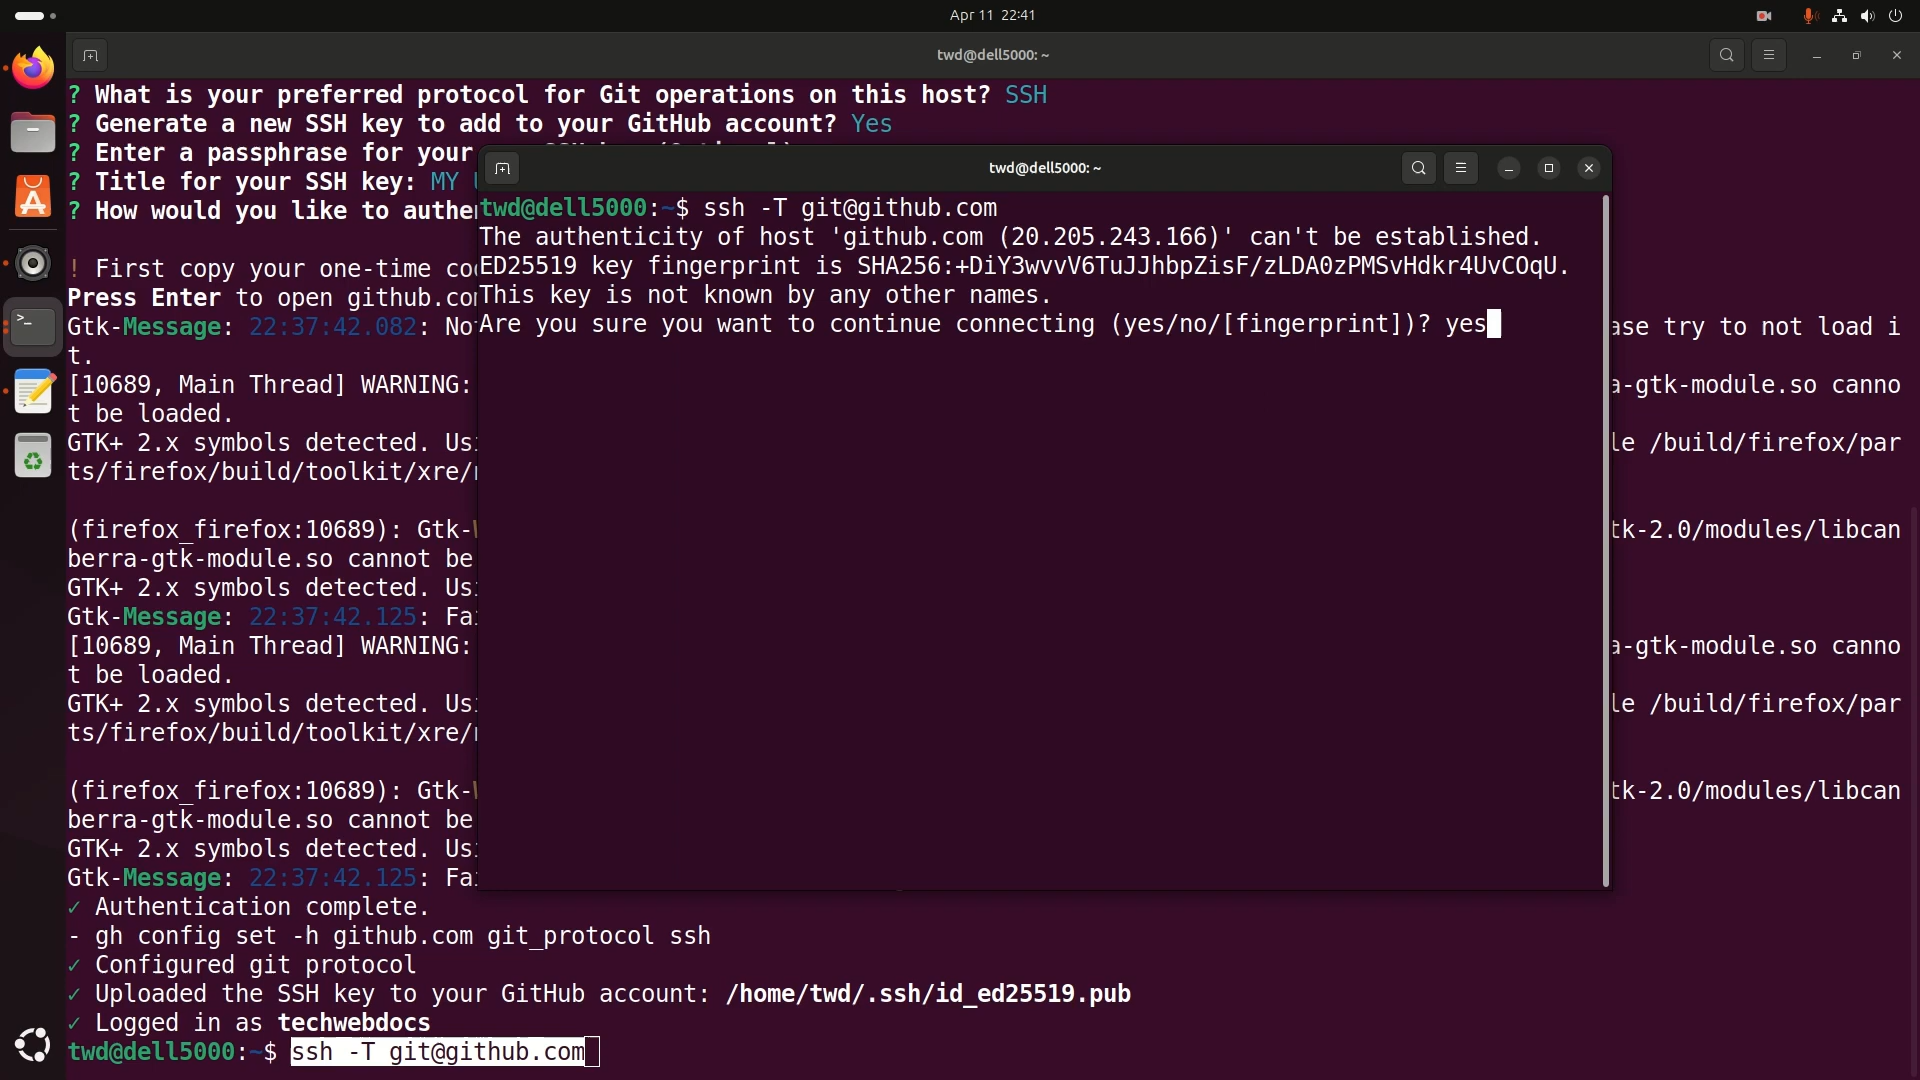 Apr 11 22:41
twd@dell5000: ~
? What is your preferred protocol for Git operations on this host? SSH
? Generate a new SSH key to add to your GitHub account? Yes
? Enter a passphrase for your
? Title for your SSH key: MY
? How would you like to authen
! First copy your one-time co
Press Enter to open github.com
Gtk-Message: 22:37:42.082: No
ase try to not load i
t.
[10689, Main Thread] WARNING:
a-gtk-module.so canno
t be loaded.
GTK+ 2.x symbols detected. Usi
le /build/firefox/par
ts/firefox/build/toolkit/xre/
(firefox_firefox:10689): Gtk-
tk-2.0/modules/libcan
berra-gtk-module.so cannot be
GTK+ 2.x symbols detected. Usi
Gtk-Message: 22:37:42.125: Fai
[10689, Main Thread] WARNING:
a-gtk-module.so canno
t be loaded.
GTK+ 2.x symbols detected. Usi
le /build/firefox/par
ts/firefox/build/toolkit/xre/
(firefox_firefox:10689): Gtk-
tk-2.0/modules/libcan
berra-gtk-module.so cannot be
GTK+ 2.x symbols detected. Usi
Gtk-Message: 22:37:42.125: Fai
✓ Authentication complete.
- gh config set -h github.com git_protocol ssh
✓ Configured git protocol
✓ Uploaded the SSH key to your GitHub account: /home/twd/.ssh/id_ed25519.pub
✓ Logged in as techwebdocs
twd@dell5000:~$ ssh -T git@github.com
twd@dell5000: ~
twd@dell5000:~$ ssh -T git@github.com
The authenticity of host 'github.com (20.205.243.166)' can't be established.
ED25519 key fingerprint is SHA256:+DiY3wvvV6TuJJhbpZisF/zLDA0zPMSvHdkr4UvCOqU.
This key is not known by any other names.
Are you sure you want to continue connecting (yes/no/[fingerprint])? yes